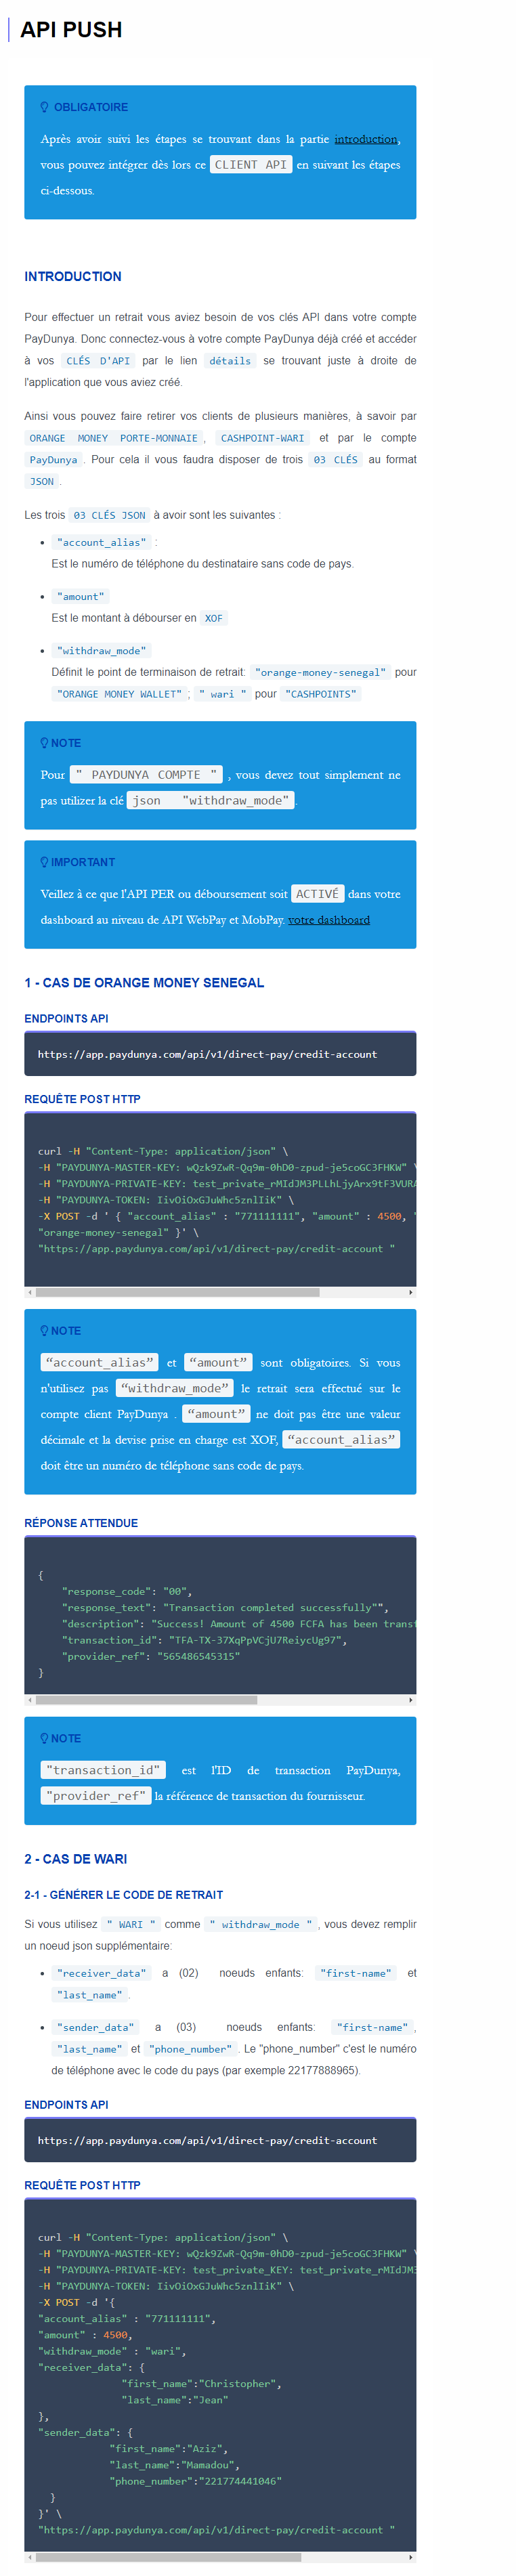 API PUSH
OBLIGATOIRE
Après avoir suivi les étapes se trouvant dans la partie introduction,
vous pouvez intégrer dès lors ce CLIENT API en suivant les étapes
ci-dessous.
INTRODUCTION
Pour effectuer un retrait vous aviez besoin de vos clés API dans votre compte
PayDunya. Donc connectez-vous à votre compte PayDunya déjà créé et accéder
à vos CLÉS D'API par le lien détails se trouvant juste à droite de
l'application que vous aviez créé.
Ainsi vous pouvez faire retirer vos clients de plusieurs manières, à savoir par
ORANGE MONEY PORTE-MONNAIE, CASHPOINT-WARI et par le compte
PayDunya. Pour cela il vous faudra disposer de trois 03 CLÉS au format
JSON.
Les trois 03 CLÉS JSON à avoir sont les suivantes :
• "account_alias" :
Est le numéro de téléphone du destinataire sans code de pays.
• "amount"
Est le montant à débourser en XOF
• "withdraw_mode"
Définit le point de terminaison de retrait: "orange-money-senegal" pour
"ORANGE MONEY WALLET"; " wari " pour "CASHPOINTS"
NOTE
Pour " PAYDUNYA COMPTE " , vous devez tout simplement ne
pas utilizer la clé json "withdraw_mode".
IMPORTANT
Veillez à ce que l'API PER ou déboursement soit ACTIVÉ dans votre
dashboard au niveau de API WebPay et MobPay. votre dashboard
1 - CAS DE ORANGE MONEY SENEGAL
ENDPOINTS API
https://app.paydunya.com/api/v1/direct-pay/credit-account
REQUÊTE POST HTTP
curl -H "Content-Type: application/json" \
-H "PAYDUNYA-MASTER-KEY: wQzk9ZwR-Qq9m-0hD0-zpud-je5coGC3FHKW" \
-H "PAYDUNYA-PRIVATE-KEY: test_private_rMIdJM3PLLhLjyArx9tF3VURA
-H "PAYDUNYA-TOKEN: IivOiOxGJuWhc5znlIiK" \
-X POST -d ' { "account_alias" : "771111111", "amount" : 4500, "
"orange-money-senegal" }' \
"https://app.paydunya.com/api/v1/direct-pay/credit-account "
NOTE
“account_alias” et “amount” sont obligatoires. Si vous
n'utilisez pas “withdraw_mode” le retrait sera effectué sur le
compte client PayDunya . “amount” ne doit pas être une valeur
décimale et la devise prise en charge est XOF, “account_alias”
doit être un numéro de téléphone sans code de pays.
RÉPONSE ATTENDUE
{
"response_code": "00",
"response_text": "Transaction completed successfully"",
"description": "Success! Amount of 4500 FCFA has been transf
"transaction_id": "TFA-TX-37XqPpVCjU7ReiycUg97",
"provider_ref": "565486545315"
}
NOTE
"transaction_id" est l'ID de transaction PayDunya,
"provider_ref" la référence de transaction du fournisseur.
2 - CAS DE WARI
2-1 - GÉNÉRER LE CODE DE RETRAIT
Si vous utilisez " WARI " comme " withdraw_mode ", vous devez remplir
un noeud json supplémentaire:
• "receiver_data" a (02) noeuds enfants: "first-name" et
"last_name".
• "sender_data" a (03) noeuds enfants: "first-name",
"last_name" et "phone_number". Le "phone_number" c'est le numéro
de téléphone avec le code du pays (par exemple 22177888965).
ENDPOINTS API
https://app.paydunya.com/api/v1/direct-pay/credit-account
REQUÊTE POST HTTP
curl -H "Content-Type: application/json" \
-H "PAYDUNYA-MASTER-KEY: wQzk9ZwR-Qq9m-0hD0-zpud-je5coGC3FHKW" \
-H "PAYDUNYA-PRIVATE-KEY: test_private_KEY: test_private_rMIdJM3
-H "PAYDUNYA-TOKEN: IivOiOxGJuWhc5znlIiK" \
-X POST -d '{
"account_alias" : "771111111",
"amount" : 4500,
"withdraw_mode" : "wari",
"receiver_data": {
"first_name":"Christopher",
"last_name":"Jean"
},
"sender_data": {
"first_name":"Aziz",
"last_name":"Mamadou",
"phone_number":"221774441046"
}
}' \
"https://app.paydunya.com/api/v1/direct-pay/credit-account "